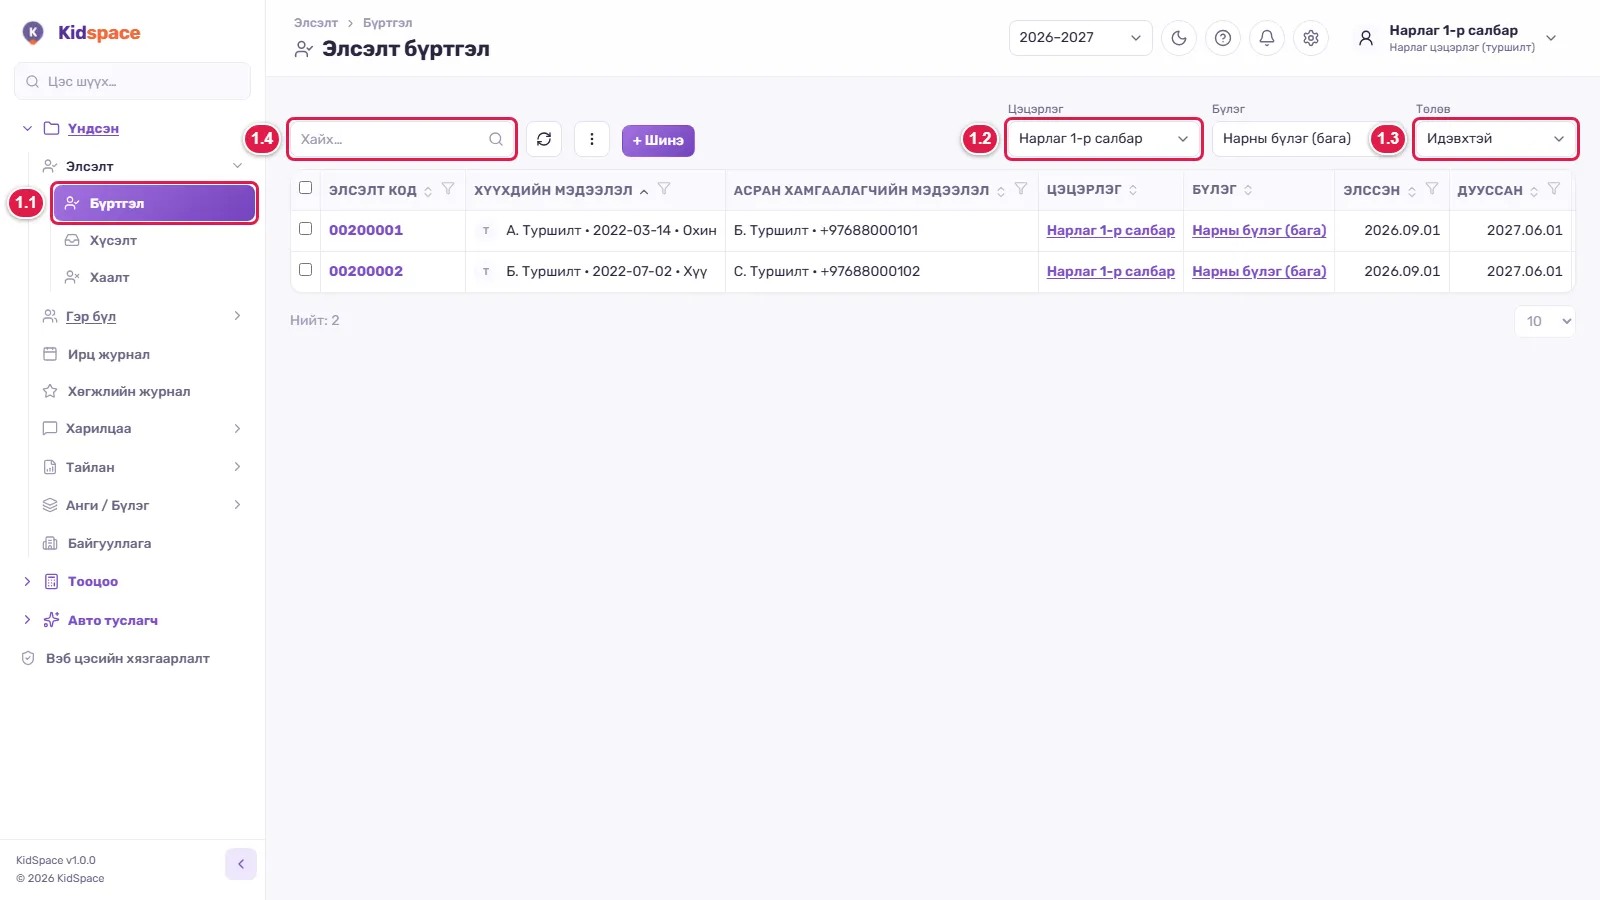 Kidspace
Цэс шүүх...
Үндсэн
Элсэлт
1.1
Бүртгэл
Хүсэлт
Хаалт
Гэр бүл
Ирц журнал
Хөгжлийн журнал
Харилцаа
Тайлан
Анги / Бүлэг
Байгууллага
Тооцоо
Авто туслагч
Вэб цэсийн хязгаарлалт
KidSpace v1.0.0
© 2026 KidSpace
Элсэлт > Бүртгэл
Элсэлт бүртгэл
2026–2027
Нарлаг 1-р салбар
Нарлаг цэцэрлэг (туршилт)
1.4
Хайх...
+ Шинэ
Цэцэрлэг
1.2
Нарлаг 1-р салбар
Бүлэг
Нарны бүлэг (бага)
Төлөв
1.3
Идэвхтэй
ЭЛСЭЛТ КОД ХҮҮХДИЙН МЭДЭЭЛЭЛ АСРАН ХАМГААЛАГЧИЙН МЭДЭЭЛЭЛ ЦЭЦЭРЛЭГ БҮЛЭГ ЭЛССЭН ДУУССАН
00200001 Т А. Туршилт • 2022-03-14 • Охин Б. Туршилт • +97688000101 Нарлаг 1-р салбар Нарны бүлэг (бага) 2026.09.01 2027.06.01
00200002 Т Б. Туршилт • 2022-07-02 • Хүү С. Туршилт • +97688000102 Нарлаг 1-р салбар Нарны бүлэг (бага) 2026.09.01 2027.06.01
Нийт: 2
10